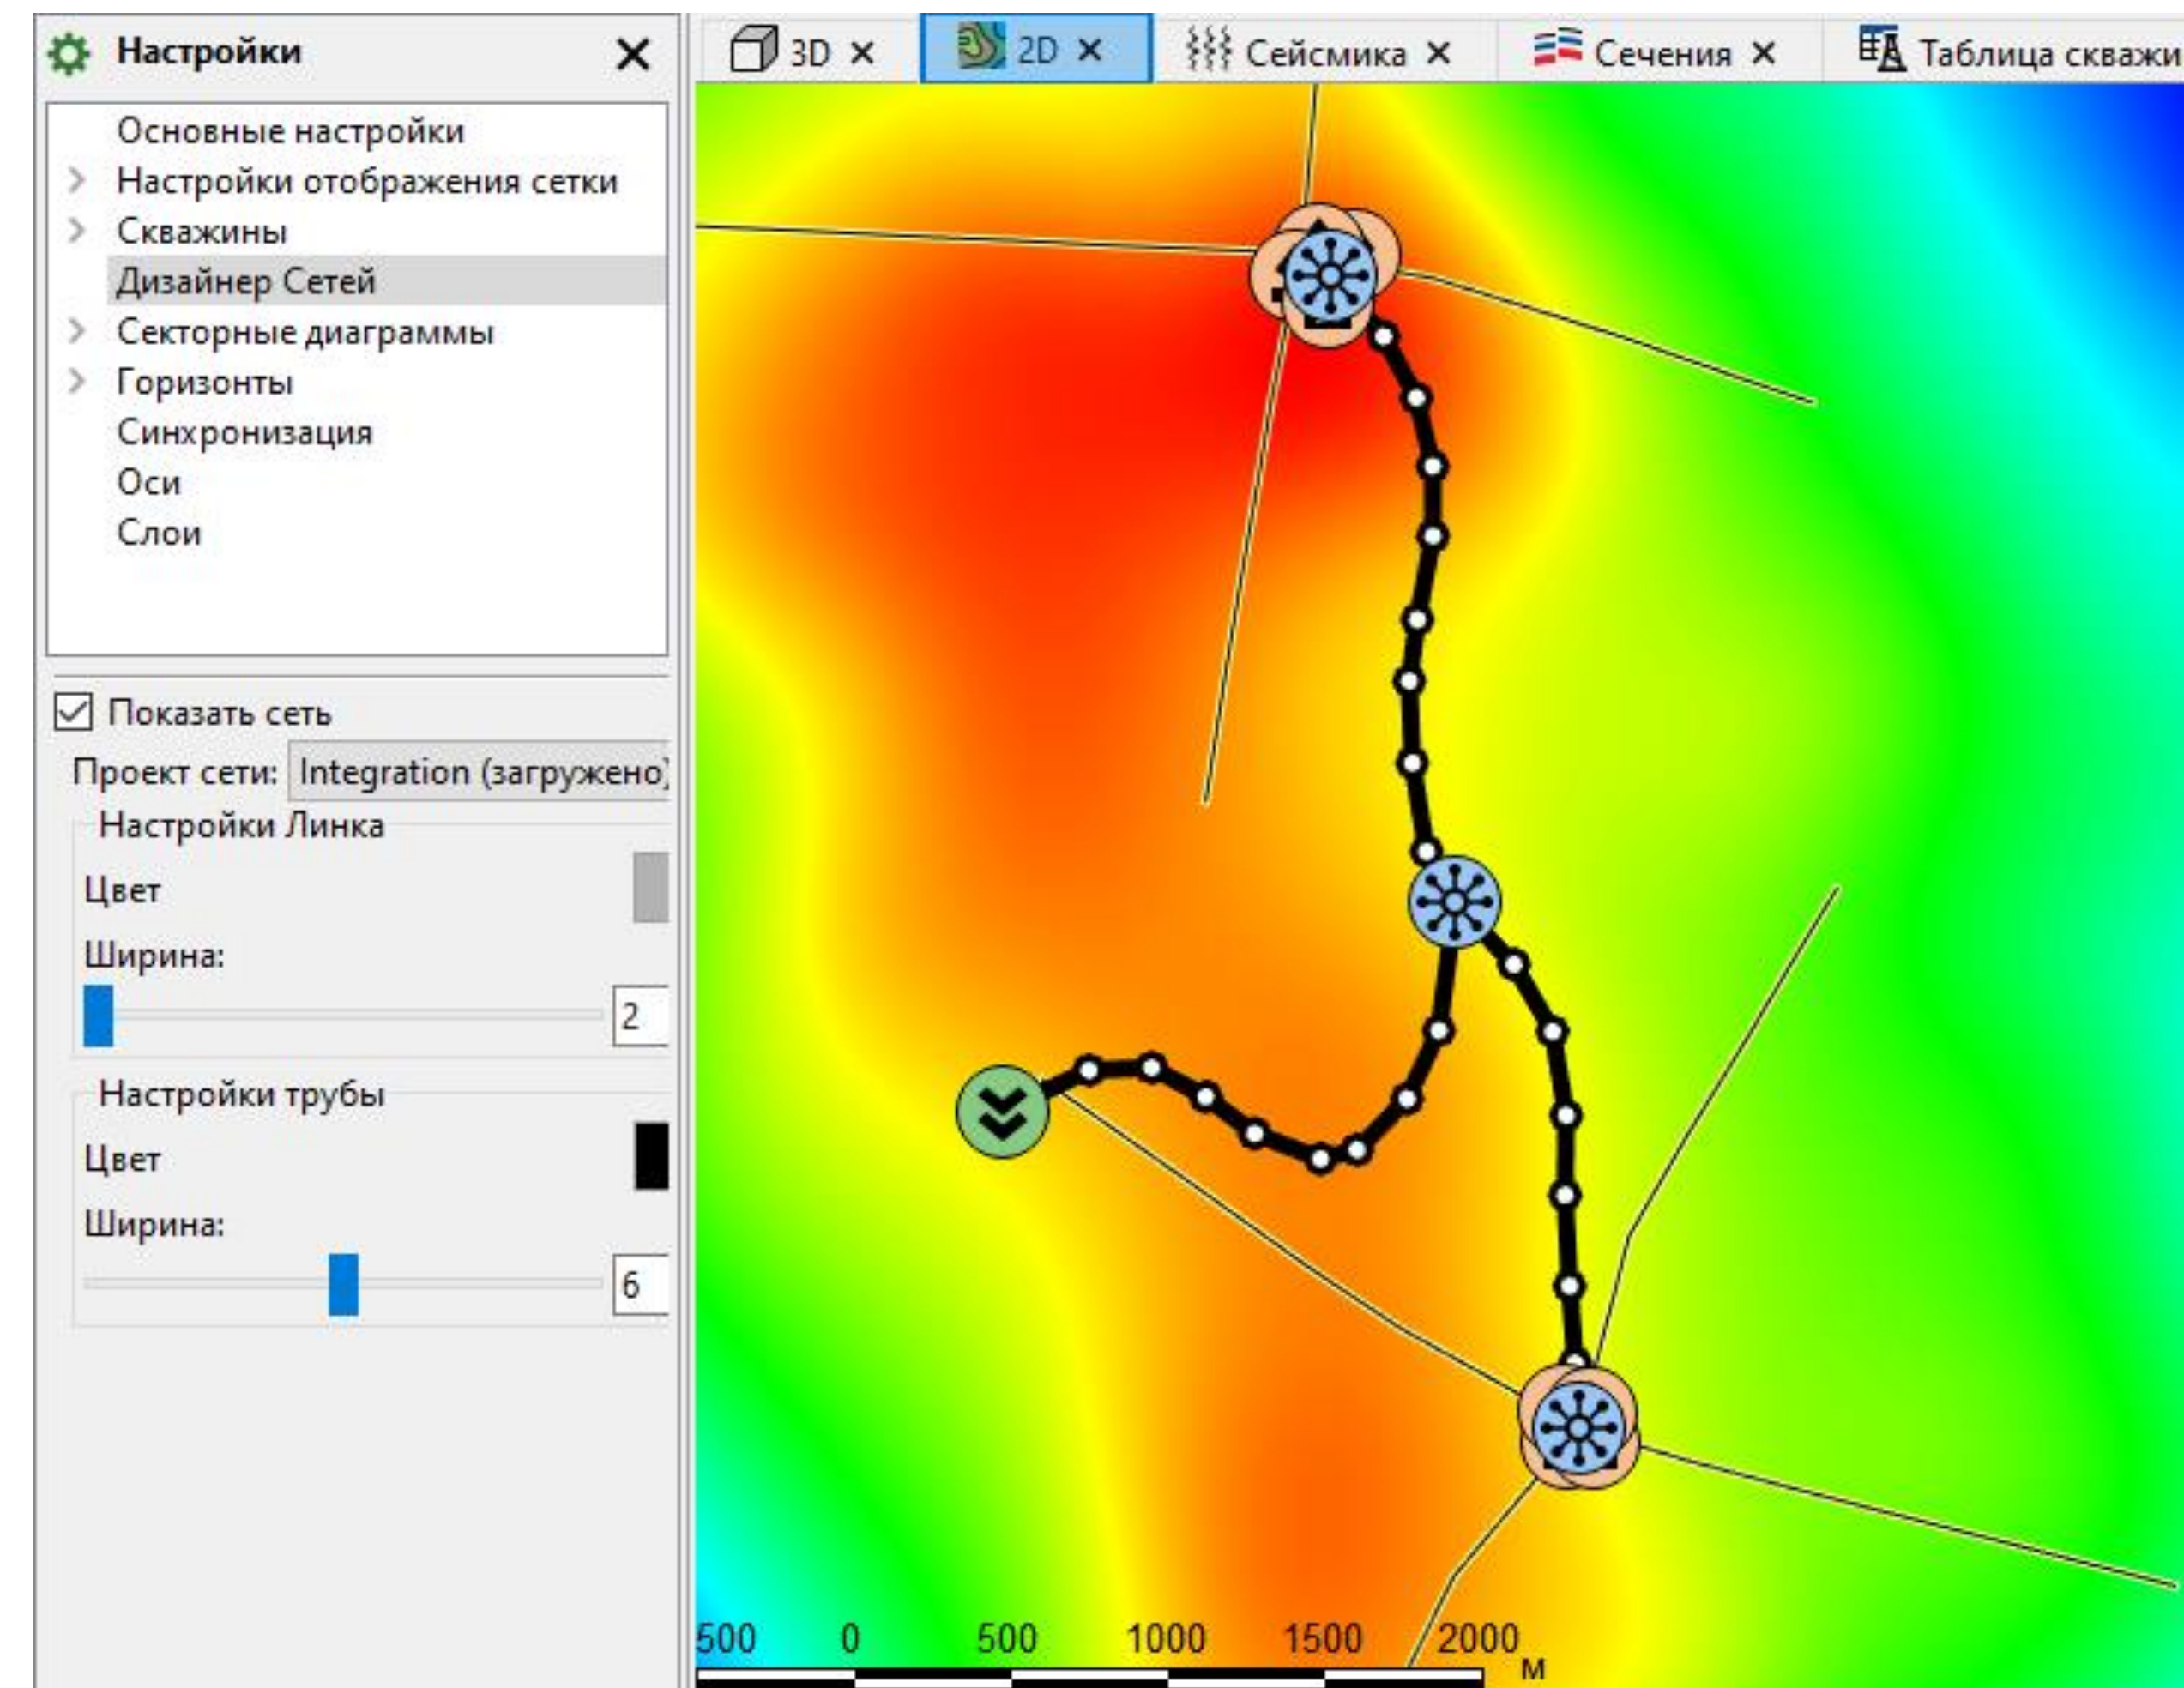 Настройки
3D
2D
Сейсмика
Сечения
Таблица скважи
Основные настройки
Настройки отображения сетки
Скважины
Дизайнер Сетей
Секторные диаграммы
Горизонты
Синхронизация
Оси
Слои
Показать сеть
Проект сети: Integration (загружено)
Настройки Линка
Цвет
Ширина:
2
Настройки трубы
Цвет
Ширина:
6
500 0 500 1000 1500 2000
м